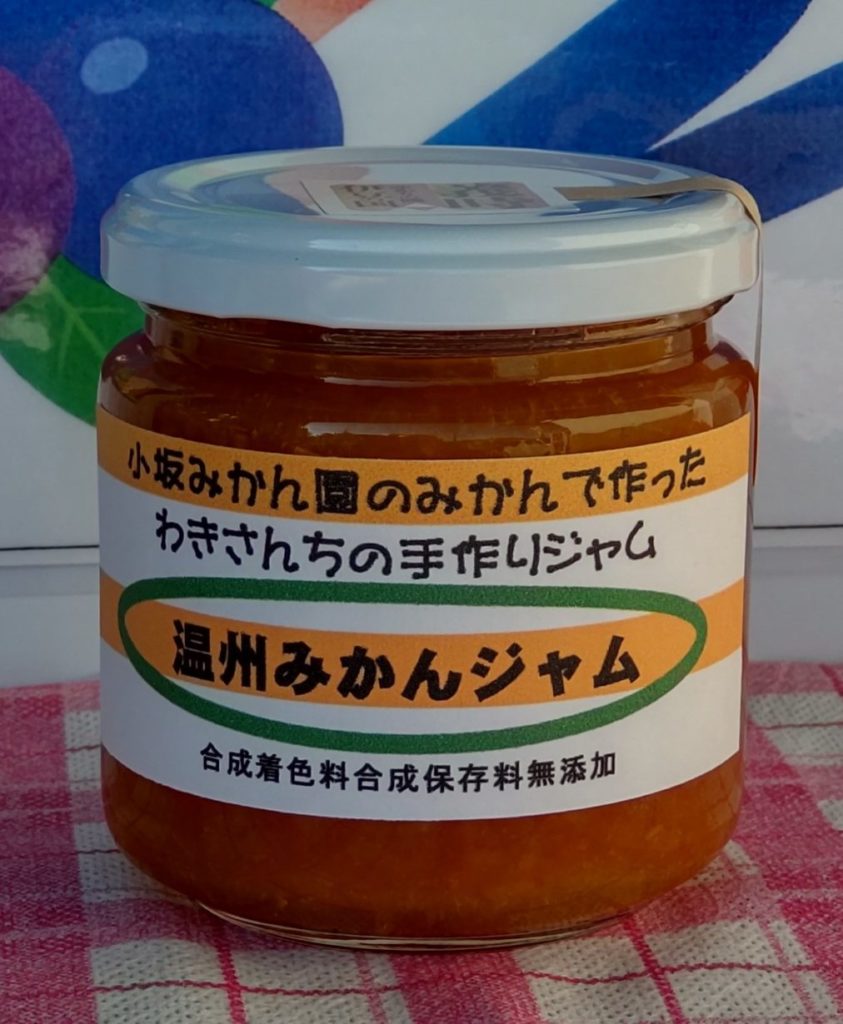 小坂みかん園のみかんで作った
わきさんちの手作りジャム
温州みかんジャム
合成着色料合成保存料無添加